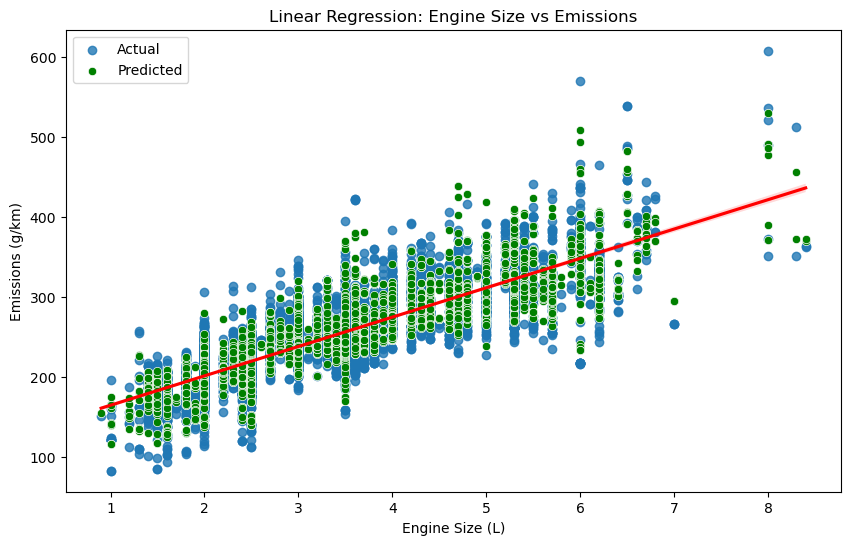 Linear Regression: Engine Size vs Emissions
Actual
Predicted
600
500
400
300
200
100
Emissions (g/km)
1 2 3 4 5 6 7 8
Engine Size (L)